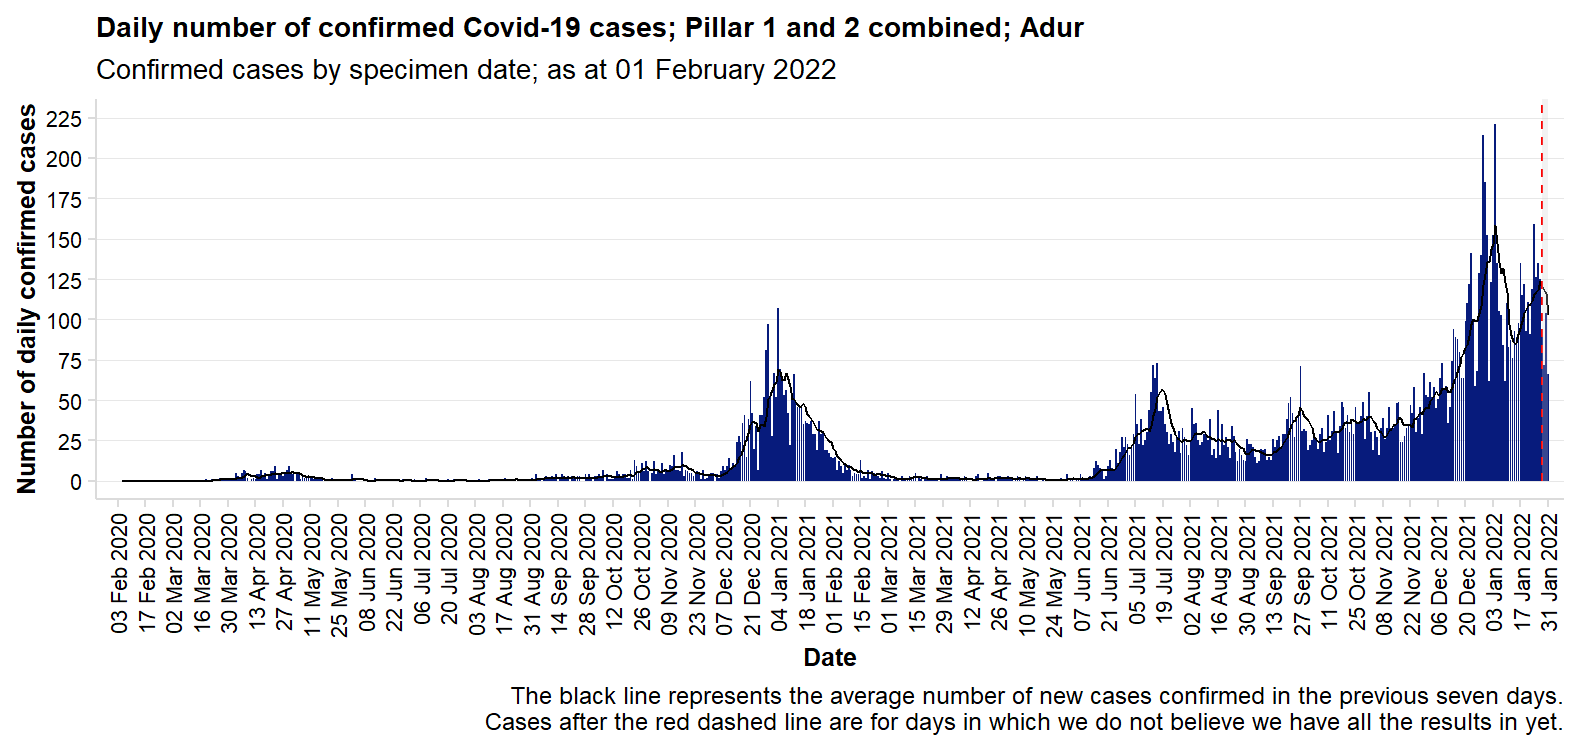 Daily number of confirmed Covid-19 cases; Pillar 1 and 2 combined; Adur
Confirmed cases by specimen date; as at 01 February 2022
Number of daily confirmed cases
225
200
175
150
125
100
75
50
25
0
03 Feb 2020
17 Feb 2020
02 Mar 2020
16 Mar 2020
30 Mar 2020
13 Apr 2020
27 Apr 2020
11 May 2020
25 May 2020
08 Jun 2020
22 Jun 2020
06 Jul 2020
20 Jul 2020
03 Aug 2020
17 Aug 2020
31 Aug 2020
14 Sep 2020
28 Sep 2020
12 Oct 2020
26 Oct 2020
09 Nov 2020
23 Nov 2020
07 Dec 2020
21 Dec 2020
04 Jan 2021
18 Jan 2021
01 Feb 2021
15 Feb 2021
01 Mar 2021
15 Mar 2021
29 Mar 2021
12 Apr 2021
26 Apr 2021
10 May 2021
24 May 2021
07 Jun 2021
21 Jun 2021
05 Jul 2021
19 Jul 2021
02 Aug 2021
16 Aug 2021
30 Aug 2021
13 Sep 2021
27 Sep 2021
11 Oct 2021
25 Oct 2021
08 Nov 2021
22 Nov 2021
06 Dec 2021
20 Dec 2021
03 Jan 2022
17 Jan 2022
31 Jan 2022
Date
The black line represents the average number of new cases confirmed in the previous seven days.
Cases after the red dashed line are for days in which we do not believe we have all the results in yet.